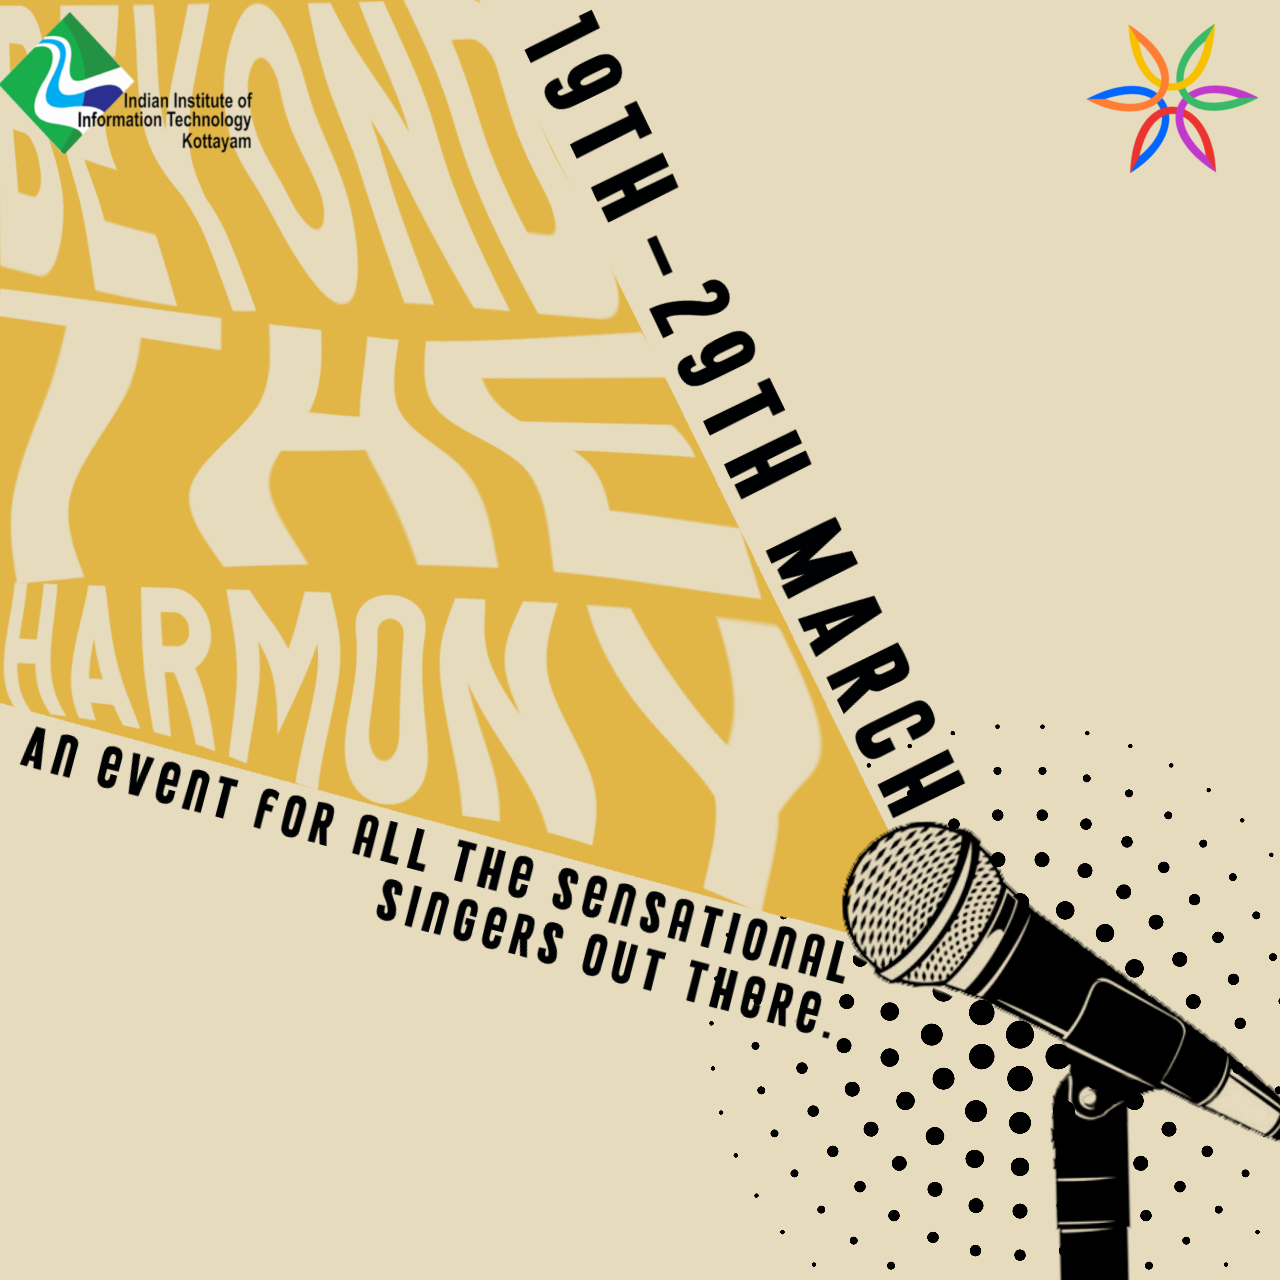 BEYOND
THE
HARMONY
Indian Institute of
Information Technology
Kottayam
19TH - 29TH MARCH
AN EVENT FOR ALL THE SENSATIONAL
SINGERS OUT THERE.